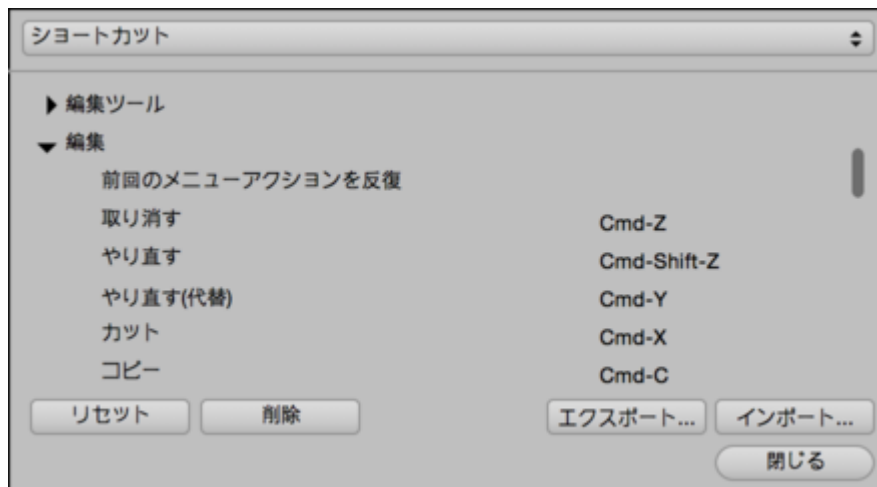 ショートカット
編集ツール
編集
前回のメニューアクションを反復
取り消す Cmd-Z
やり直す Cmd-Shift-Z
やり直す(代替) Cmd-Y
カット Cmd-X
コピー Cmd-C
リセット 削除 エクスポート... インポート...
閉じる